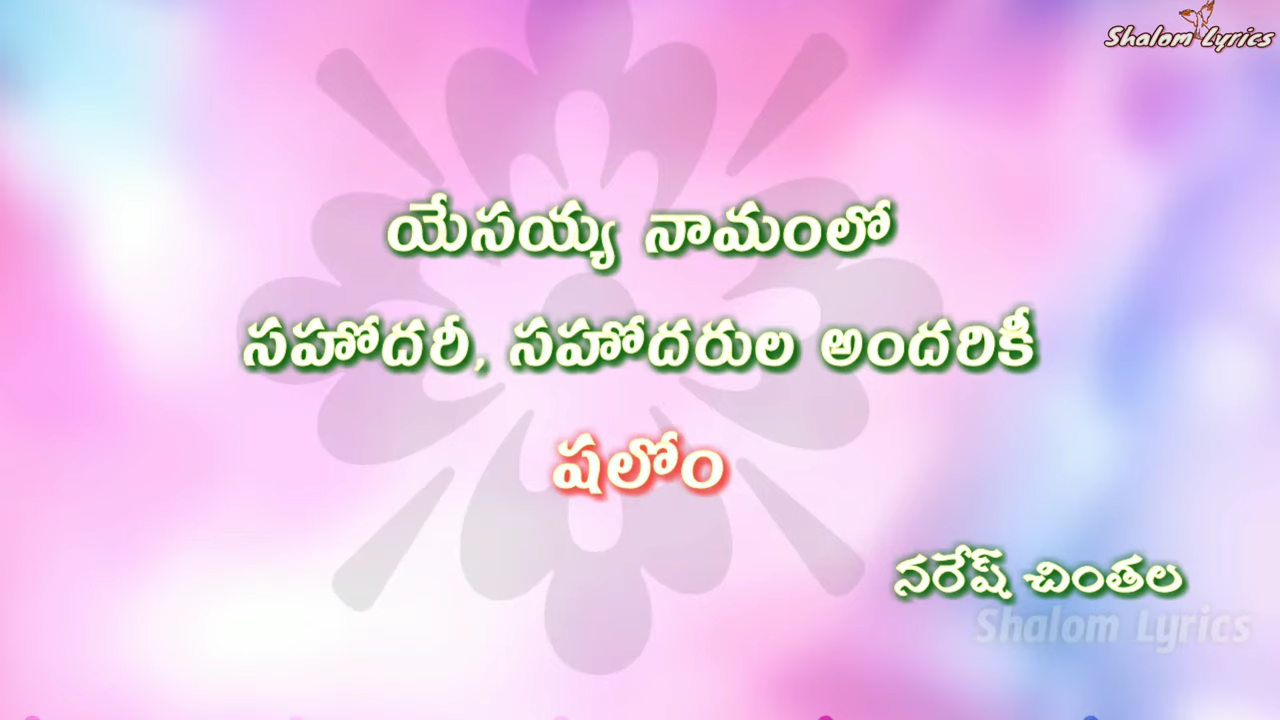 Shalom Lyrics
యేసయ్య నామంలో
సహోదరీ, సహోదరుల అందరికీ
షలోం
నరేష్ చింతల
Shalom Lyrics